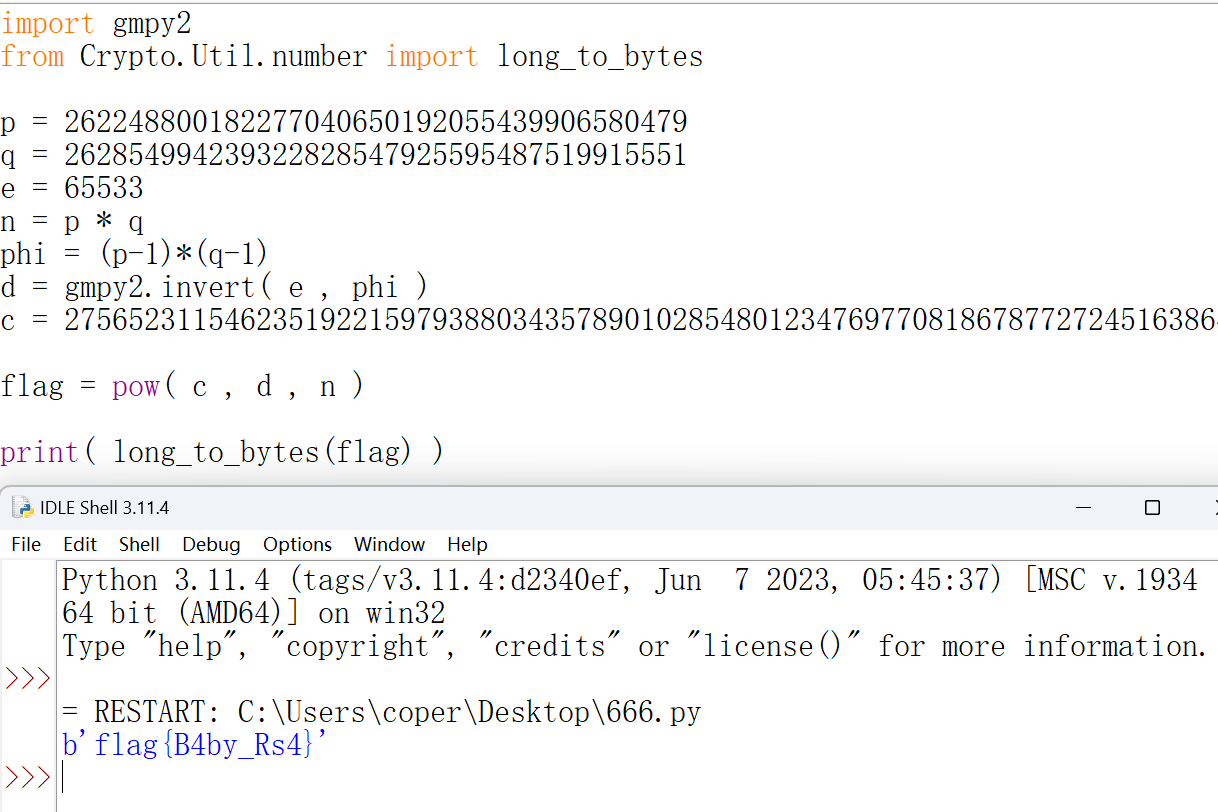 import gmpy2
from Crypto.Util.number import long_to_bytes
p = 262248800182277040650192055439906580479
q = 262854994239322828547925595487519915551
e = 65533
n = p * q
phi = (p-1)*(q-1)
d = gmpy2.invert( e , phi )
c = 27565231154623519221597938803435789010285480123476977081867877272451638645
flag = pow( c , d , n )
print( long_to_bytes(flag) )
IDLE Shell 3.11.4
File Edit Shell Debug Options Window Help
Python 3.11.4 (tags/v3.11.4:d2340ef, Jun 7 2023, 05:45:37) [MSC v.1934
64 bit (AMD64)] on win32
Type "help", "copyright", "credits" or "license()" for more information.
>>>
= RESTART: C:\Users\coper\Desktop\666.py
b'flag{B4by_Rs4}'
>>>